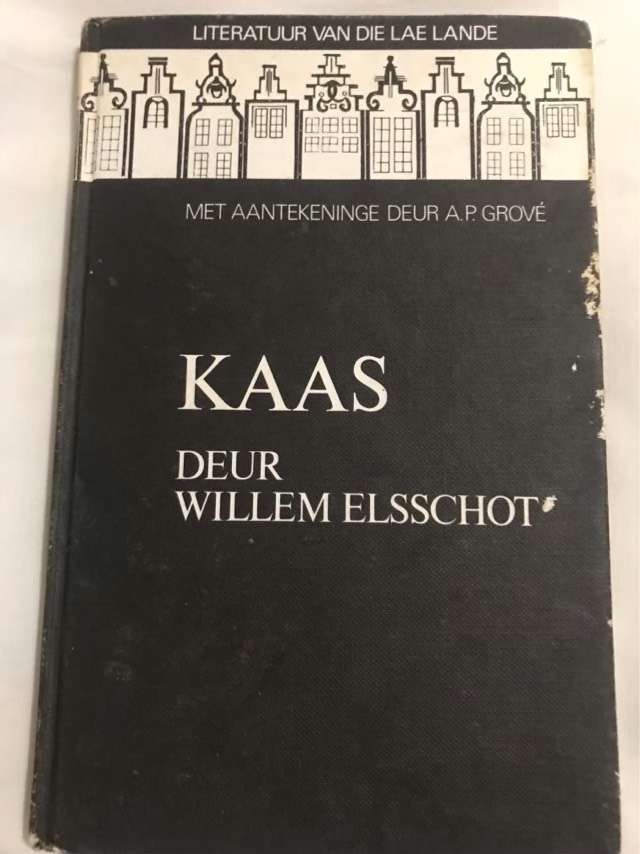 LITERATUUR VAN DIE LAE LANDE
MET AANTEKENINGE DEUR A.P. GROVÉ
KAAS
DEUR
WILLEM ELSSCHOT